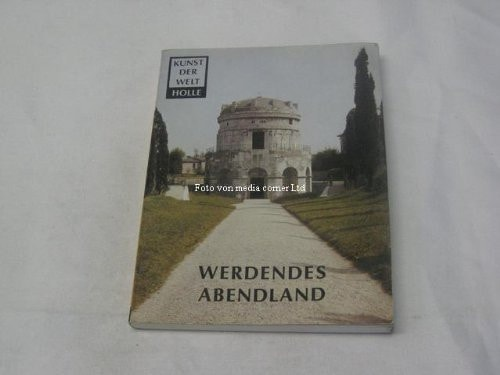 KUNST
DER
WELT
HOLLE
Foto von media corner Ltd
WERDENDES
ABENDLAND